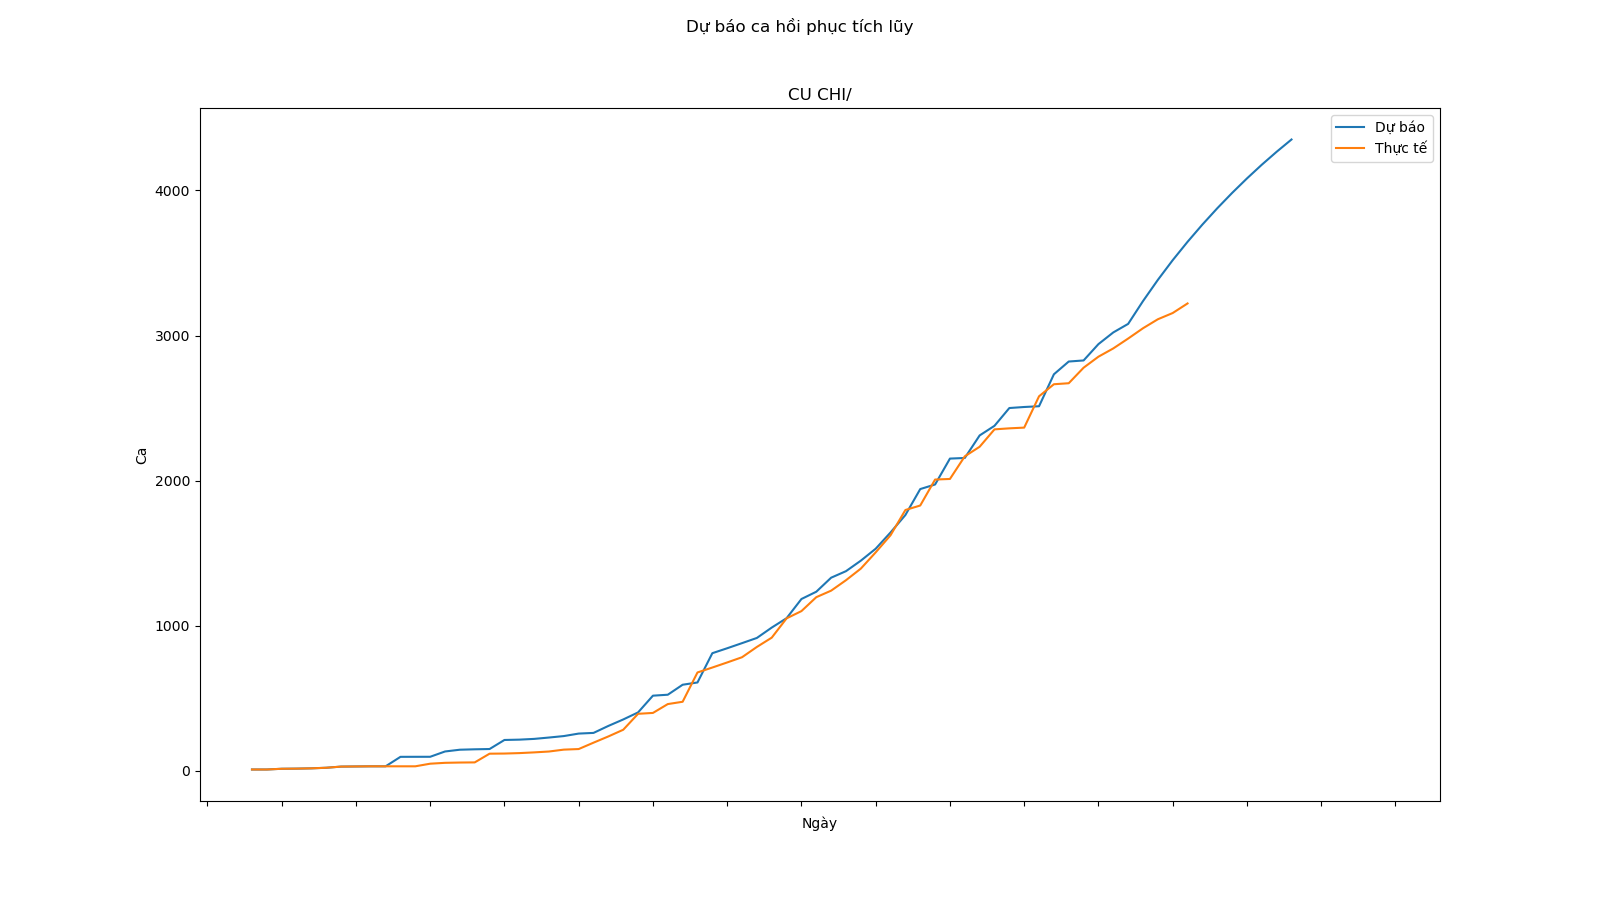 Dự báo ca hồi phục tích lũy
CU CHI/
Dự báo
Thực tế
4000
3000
2000
1000
0
Ca
Ngày